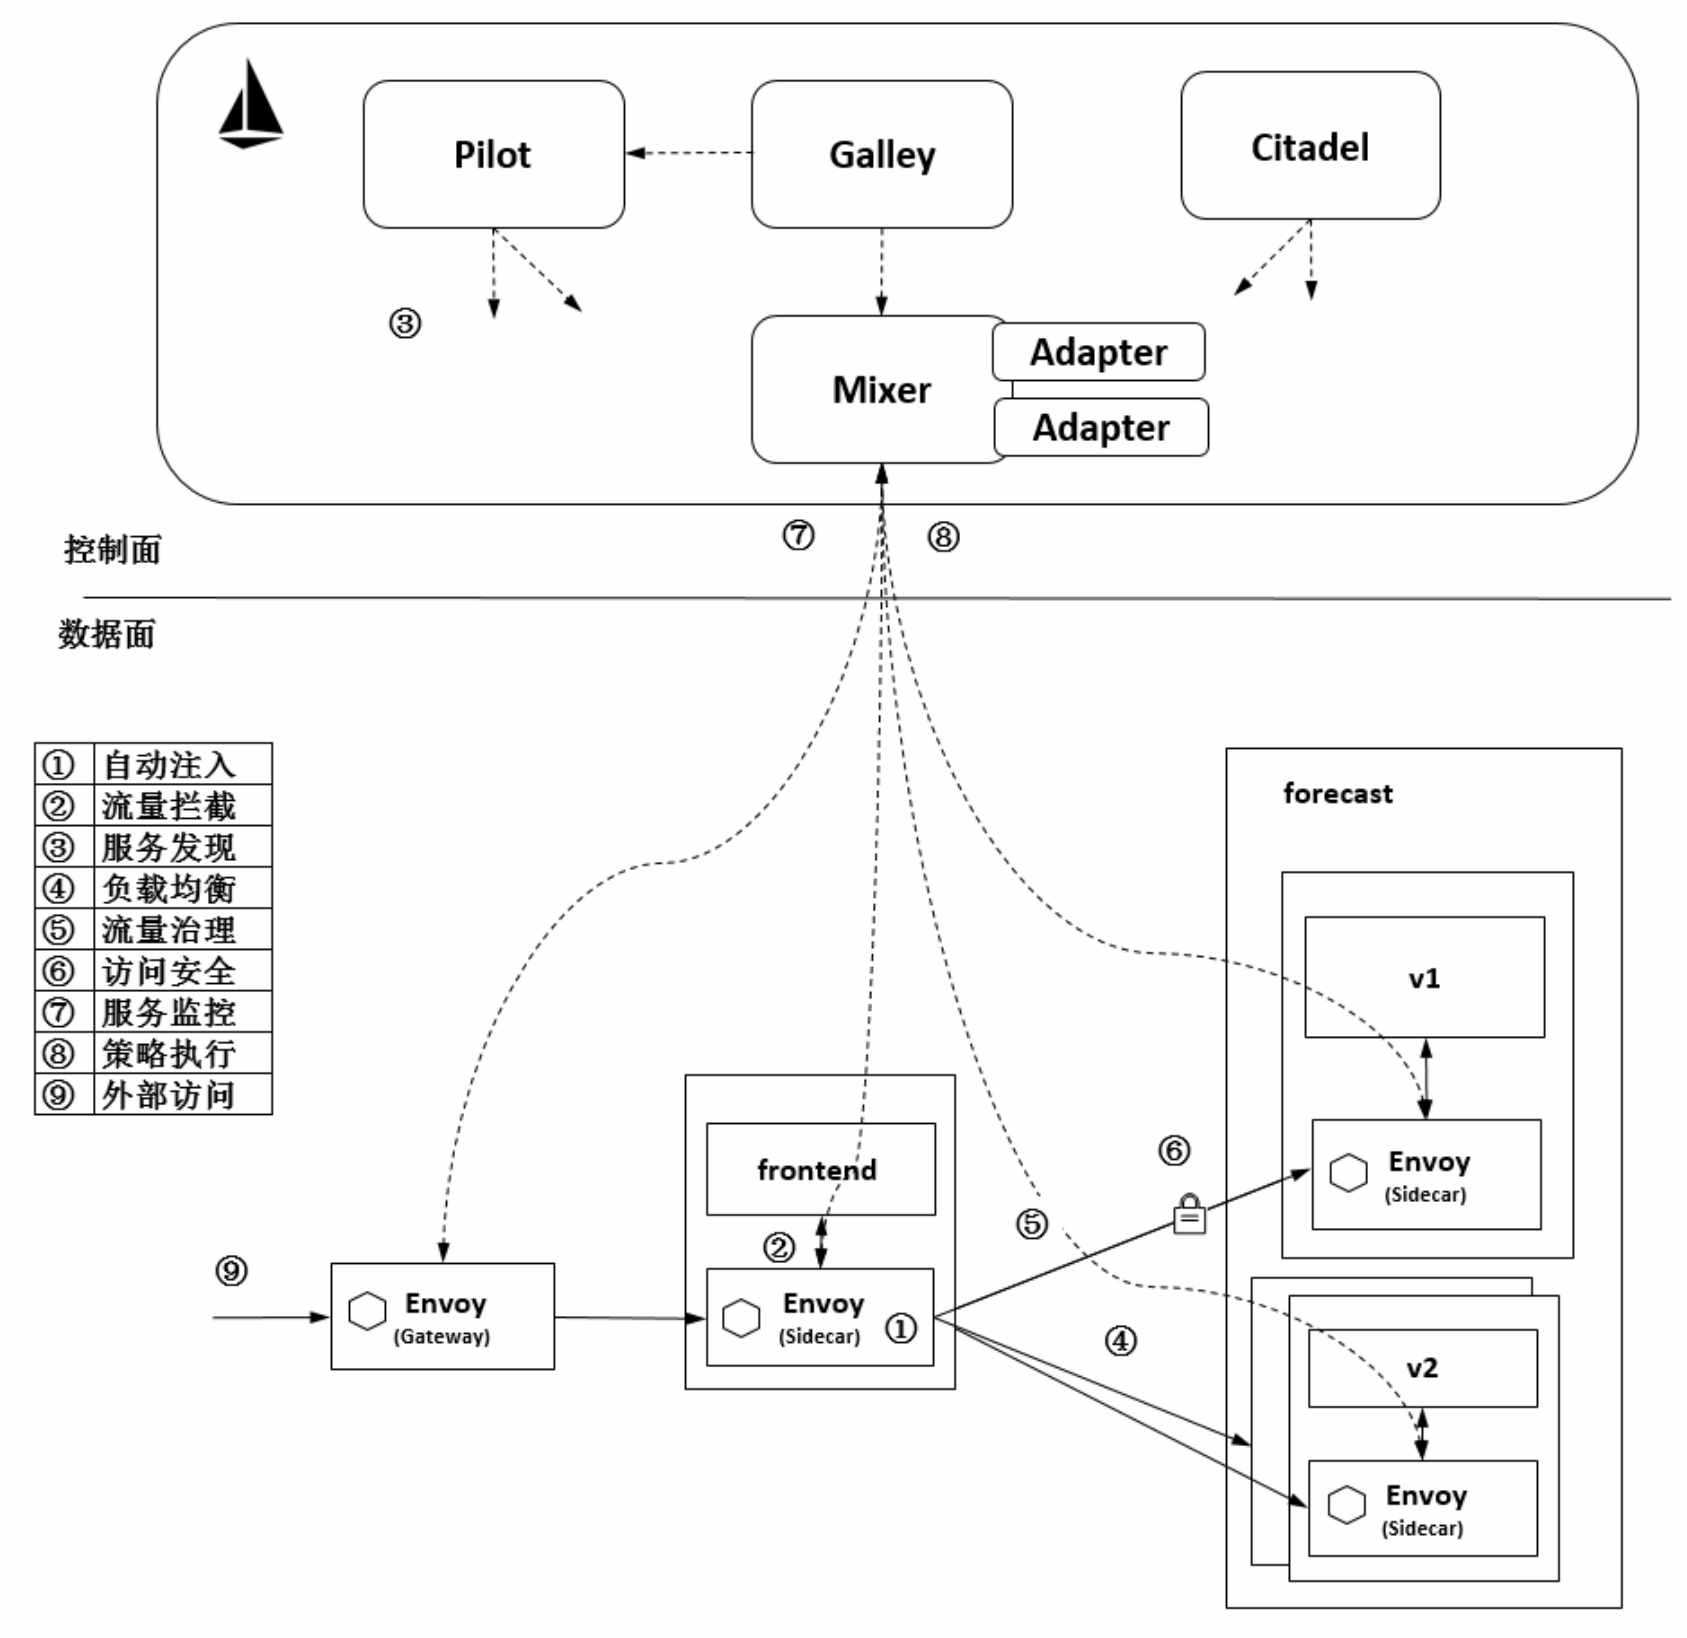 Pilot
Galley
Citadel
③
Adapter
Mixer
Adapter
⑦
⑧
控制面
数据面
① 自动注入
② 流量拦截
③ 服务发现
④ 负载均衡
⑤ 流量治理
⑥ 访问安全
⑦ 服务监控
⑧ 策略执行
⑨ 外部访问
forecast
v1
frontend
⑥
Envoy
(Sidecar)
⑤
②
⑨
Envoy
(Gateway)
Envoy
(Sidecar)
①
④
v2
Envoy
(Sidecar)